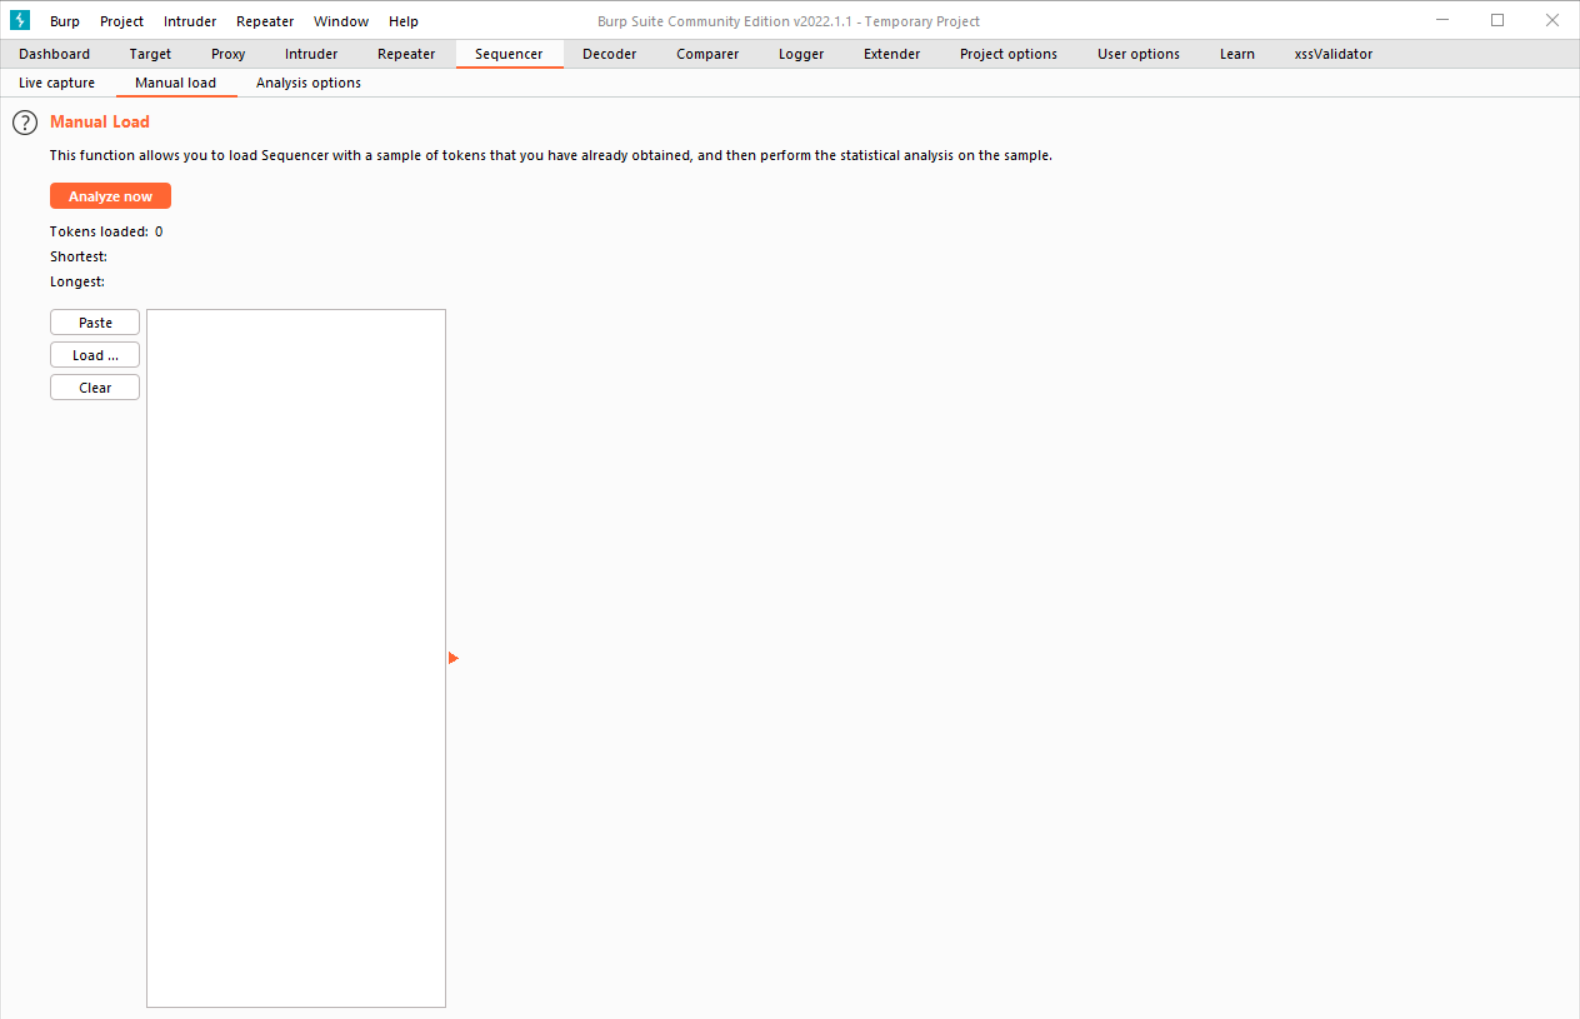 Burp Project Intruder Repeater Window Help Burp Suite Community Edition v2022.1.1 - Temporary Project
Dashboard Target Proxy Intruder Repeater Sequencer Decoder Comparer Logger Extender Project options User options Learn xssValidator
Live capture Manual load Analysis options
? Manual Load
This function allows you to load Sequencer with a sample of tokens that you have already obtained, and then perform the statistical analysis on the sample.
Analyze now
Tokens loaded: 0
Shortest:
Longest:
Paste
Load ...
Clear